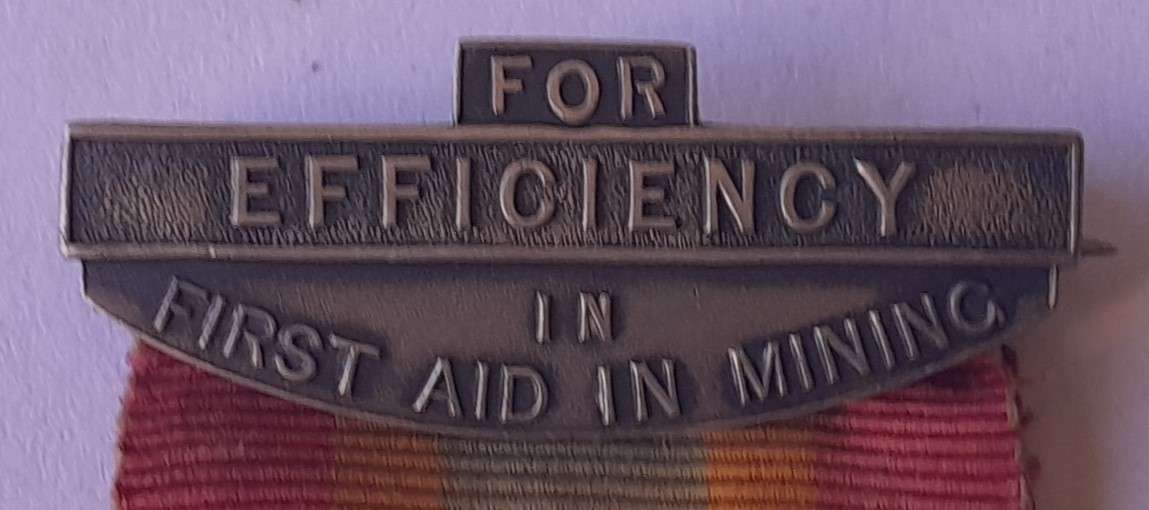 FOR
EFFICIENCY
IN
FIRST AID IN MINING